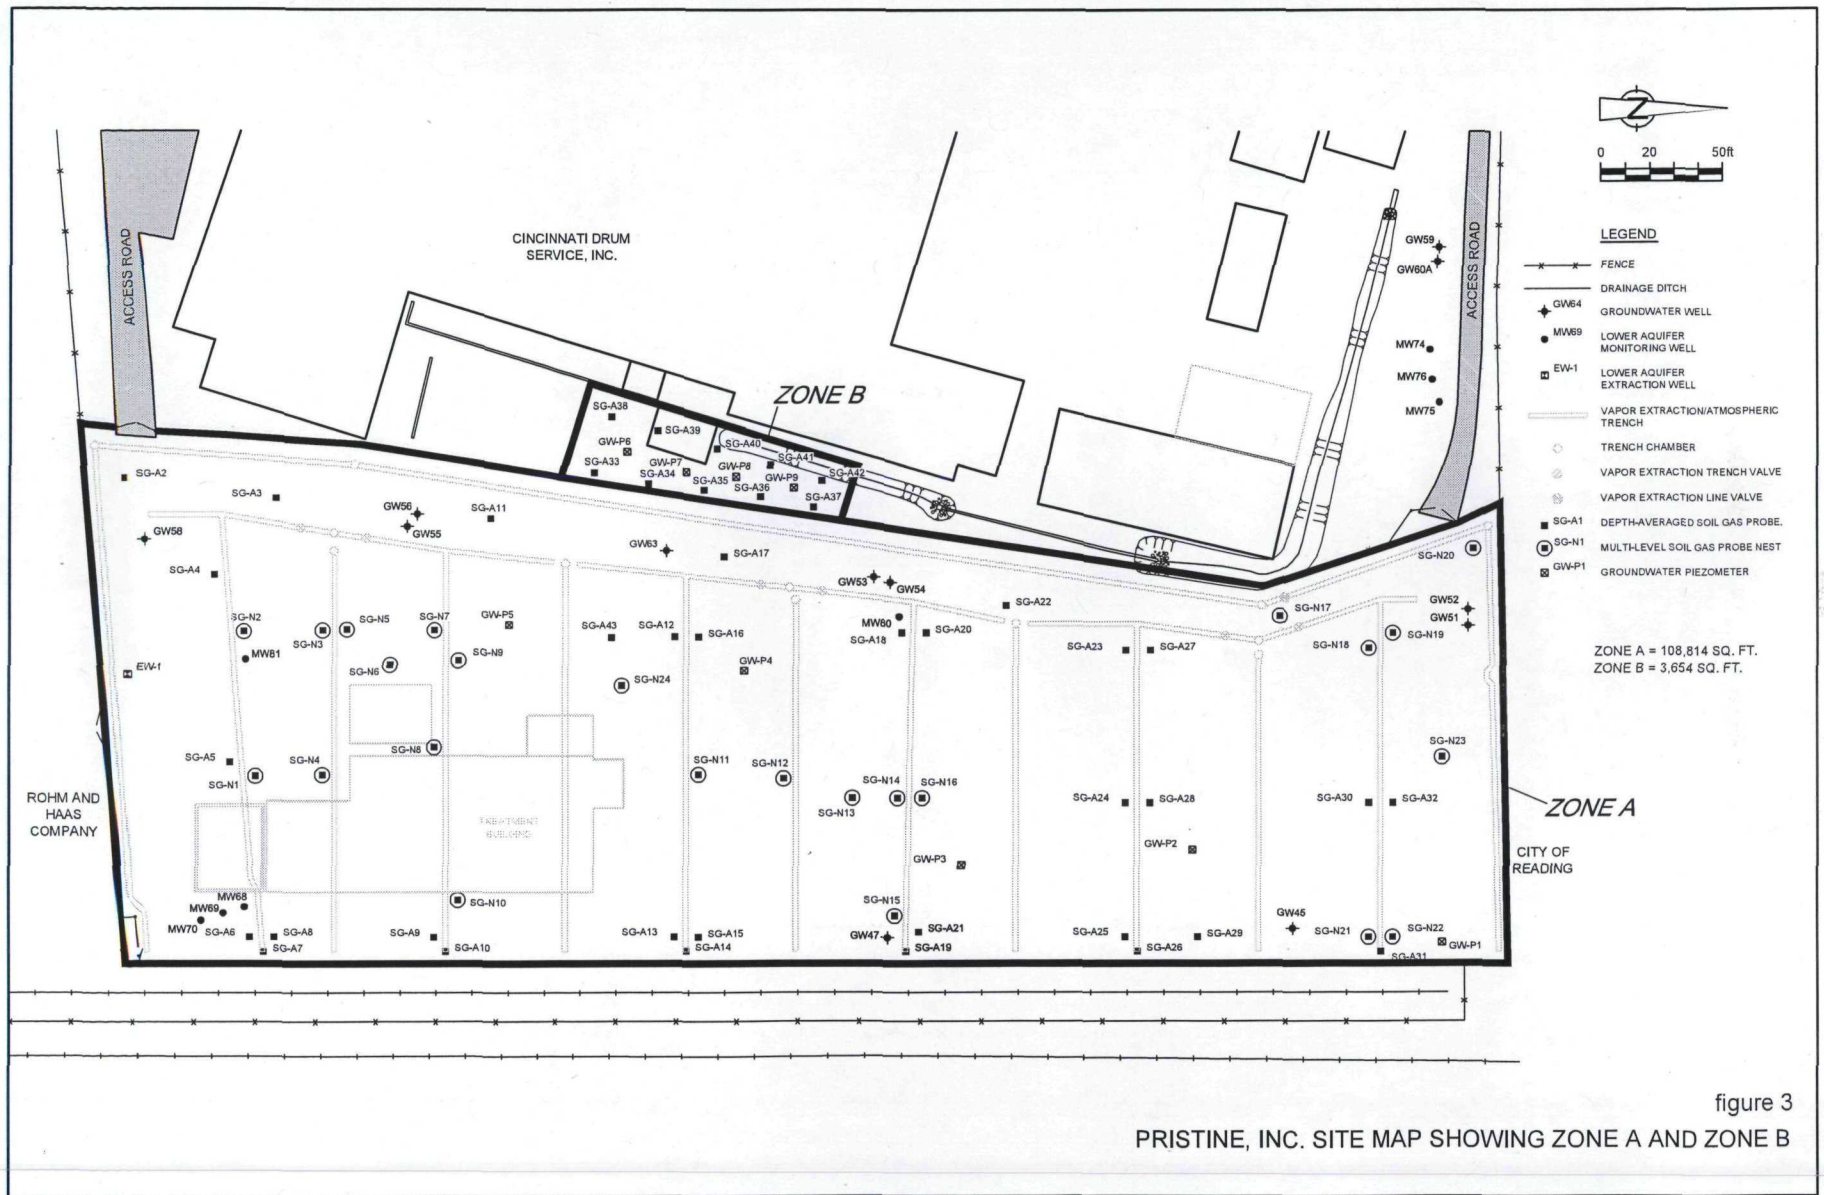 Z
0 20 50ft
ACCESS ROAD
CINCINNATI DRUM
SERVICE, INC.
GW59
GW60A
ACCESS ROAD
MW74
MW76
MW75
LEGEND
FENCE
DRAINAGE DITCH
GW64 GROUNDWATER WELL
MW69 LOWER AQUIFER
MONITORING WELL
EW-1 LOWER AQUIFER
EXTRACTION WELL
VAPOR EXTRACTION/ATMOSPHERIC
TRENCH
TRENCH CHAMBER
VAPOR EXTRACTION TRENCH VALVE
VAPOR EXTRACTION LINE VALVE
SG-A1 DEPTH-AVERAGED SOIL GAS PROBE.
SG-N1 MULTI-LEVEL SOIL GAS PROBE NEST
GW-P1 GROUNDWATER PIEZOMETER
ZONE A = 108,814 SQ. FT.
ZONE B = 3,654 SQ. FT.
ZONE B
SG-A38
SG-A39
GW-P6
SG-A40
SG-A41
SG-A33
GW-P7
GW-P8
SG-A42
SG-A34
SG-A35
GW-P9
SG-A36
SG-A37
SG-A2
SG-A3
GW56
GW55
SG-A11
GW58
GW63
SG-A17
SG-N20
SG-A4
GW53
GW54
SG-A22
SG-N17
GW52
GW51
SG-N2
SG-N3
SG-N5
SG-N7
GW-P5
SG-A43
SG-A12
SG-A16
MW80
SG-A18
SG-A20
SG-N18
SG-N19
MW81
SG-N6
SG-N9
GW-P4
SG-A23
SG-A27
EW-1
SG-N24
SG-N8
SG-N23
SG-A5
SG-N1
SG-N4
SG-N11
SG-N12
SG-N13
SG-N14
SG-N16
SG-A24
SG-A28
SG-A30
SG-A32
ZONE A
ROHM AND
HAAS
COMPANY
TREATMENT
BUILDING
GW-P3
GW-P2
CITY OF
READING
MW68
MW69
MW70
SG-N10
SG-N15
GW45
SG-A6
SG-A8
SG-A7
SG-A9
SG-A10
SG-A13
SG-A15
SG-A14
GW47
SG-A21
SG-A19
SG-A25
SG-A29
SG-A26
SG-N21
SG-N22
GW-P1
SG-A31
figure 3
PRISTINE, INC. SITE MAP SHOWING ZONE A AND ZONE B